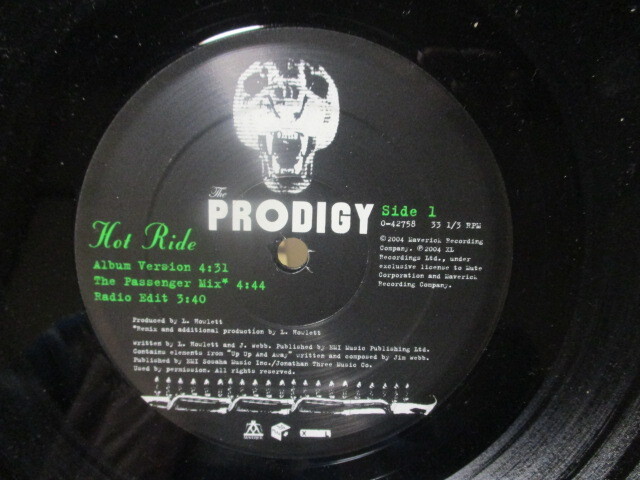 The
PRODIGY
Side 1
0-42758 33 1/3 RPM
Hot Ride
Album Version 4:31
The Passenger Mix* 4:44
Radio Edit 3:40
© 2004 Maverick Recording
Company. ℗ 2004 XL
Recordings Ltd., under
exclusive license to Mute
Corporation and Maverick
Recording Company.
Produced by L. Howlett
*Remix and additional production by L. Howlett
written by L. Howlett and J. Webb. Published by EMI Music Publishing Ltd.
Contains elements from "Up Up And Away" written and composed by Jim Webb.
Published by EMI Sosaha Music Inc./Jonathan Three Music Co.
Used by permission. All rights reserved.